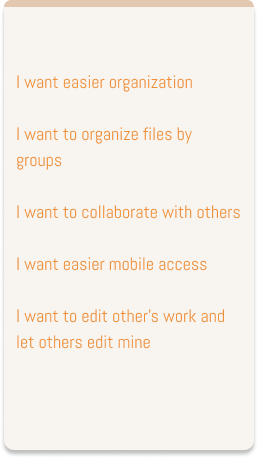 I want easier organization
I want to organize files by
groups
I want to collaborate with others
I want easier mobile access
I want to edit other's work and
let others edit mine